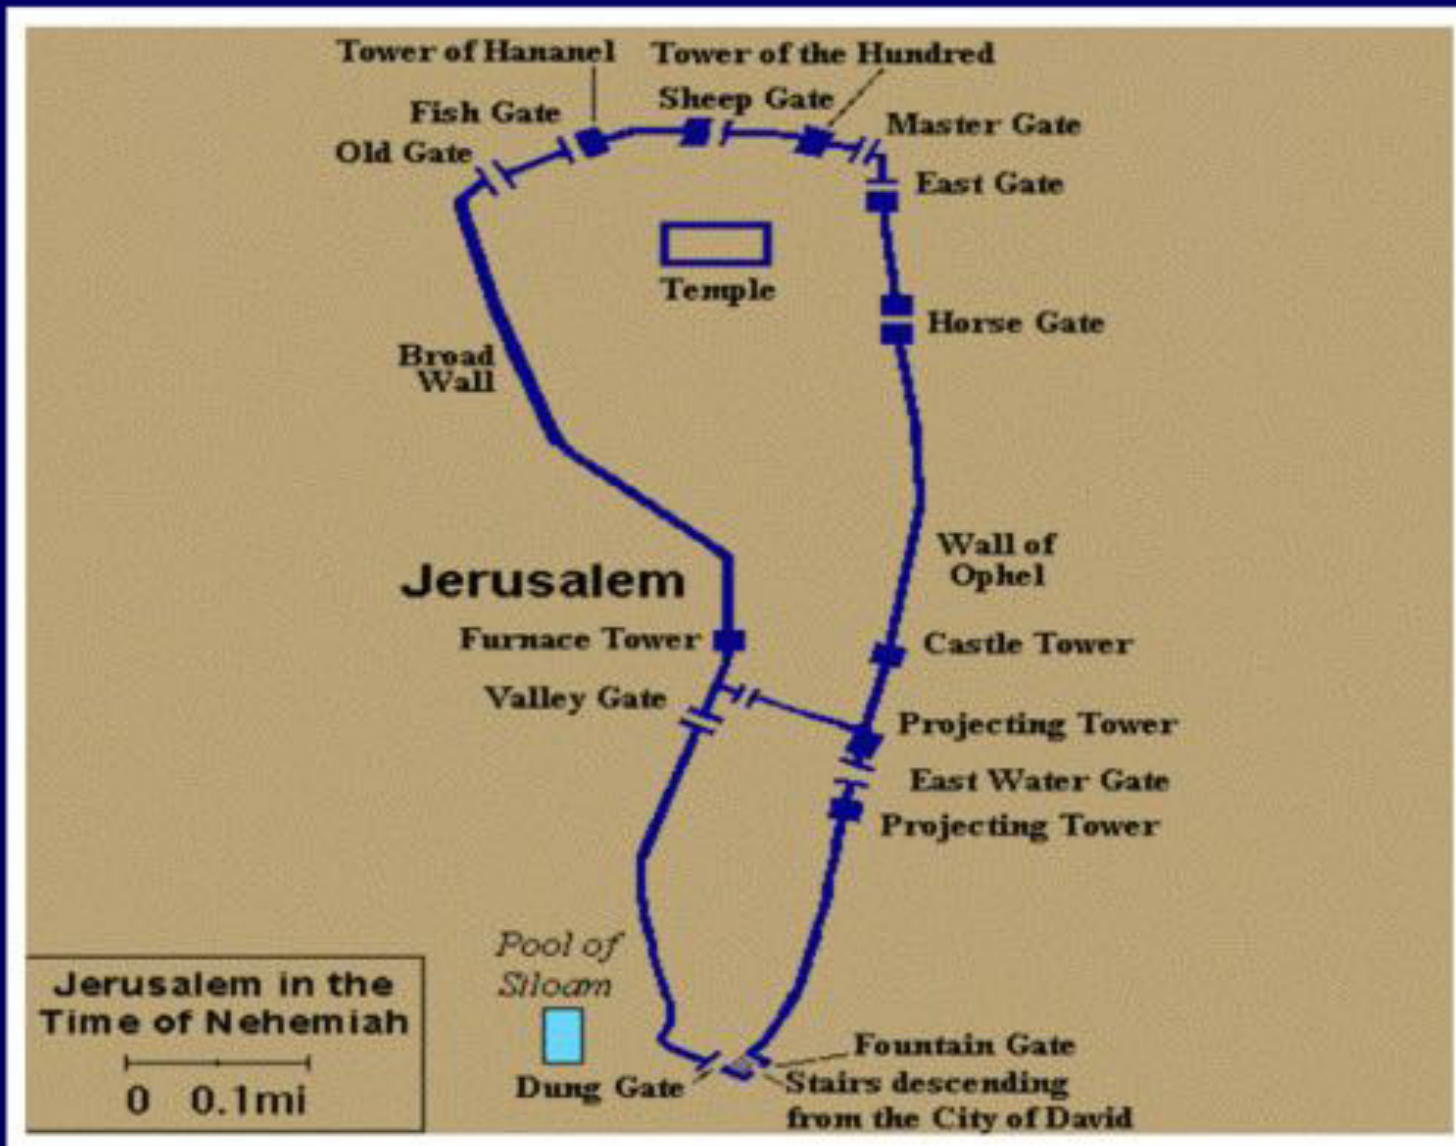 Tower of Hananel
Tower of the Hundred
Sheep Gate
Fish Gate
Master Gate
Old Gate
East Gate
Temple
Horse Gate
Broad
Wall
Wall of
Ophel
Jerusalem
Furnace Tower
Castle Tower
Valley Gate
Projecting Tower
East Water Gate
Projecting Tower
Pool of
Siloam
Jerusalem in the
Time of Nehemiah
0 0.1mi
Dung Gate
Fountain Gate
Stairs descending
from the City of David